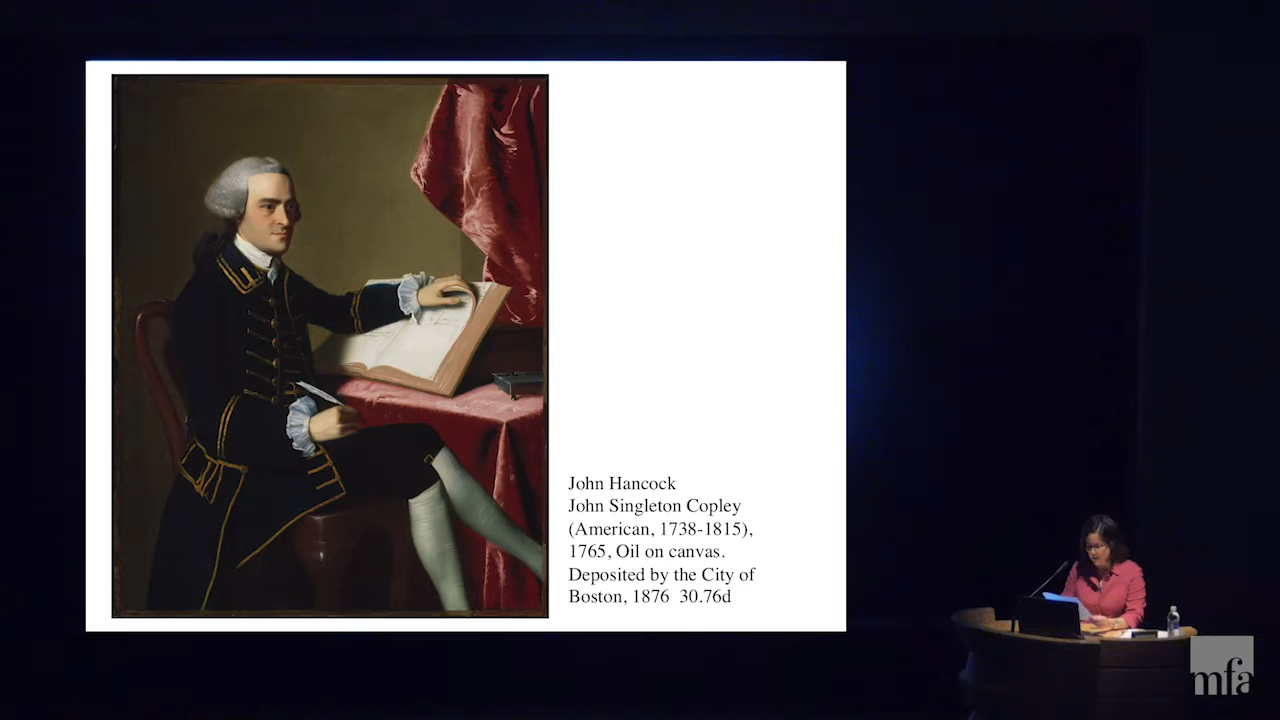 John Hancock
John Singleton Copley
(American, 1738-1815),
1765, Oil on canvas.
Deposited by the City of
Boston, 1876 30.76d
mfa